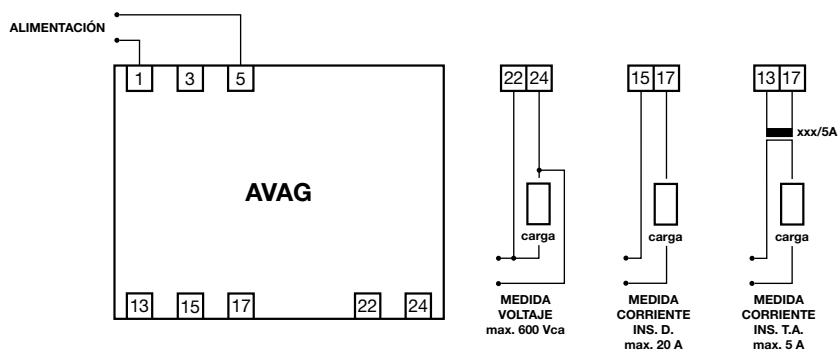 ALIMENTACIÓN
1 3 5
AVAG
13 15 17 22 24
22 24
carga
MEDIDA
VOLTAJE
max. 600 Vca
15 17
carga
MEDIDA
CORRIENTE
INS. D.
max. 20 A
13 17
xxx/5A
carga
MEDIDA
CORRIENTE
INS. T.A.
max. 5 A